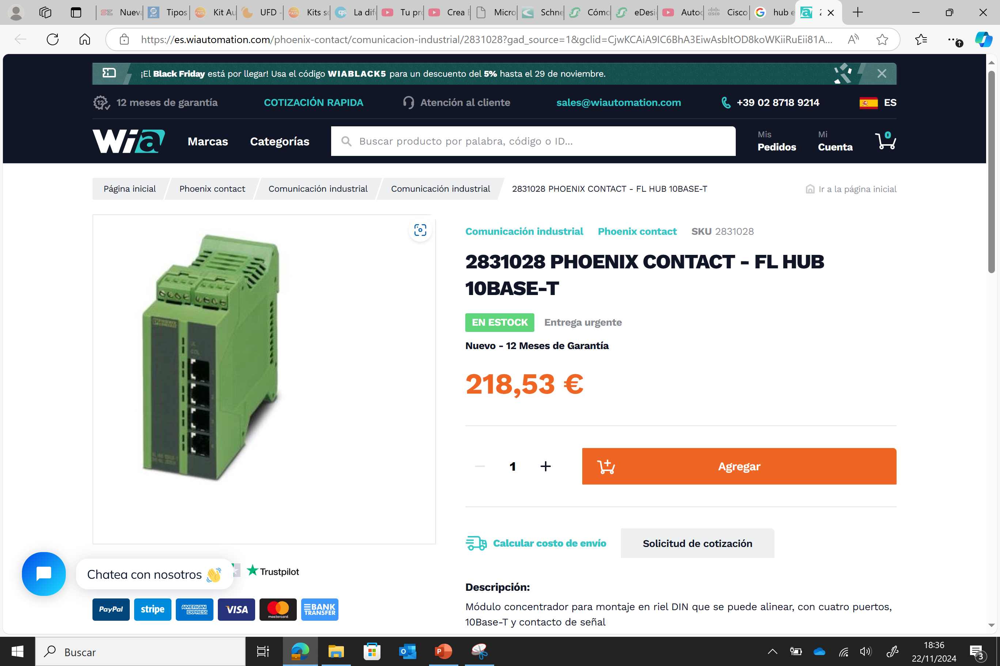 Nueva
Tipos
Kit Au
UFD -
Kits so
La dif
Tu pro
Crea
Micro
Schne
Cómo
eDesi
Autoc
Cisco
hub e
https://es.wiautomation.com/phoenix-contact/comunicacion-industrial/2831028?gad_source=1&gclid=CjwKCAiA9IC6BhA3EiwAsbltOD8koWKiiRuEii81A...
¡El Black Friday está por llegar! Usa el código WIABLACK5 para un descuento del 5% hasta el 29 de noviembre.
12 meses de garantía
COTIZACIÓN RAPIDA
Atención al cliente
sales@wiautomation.com
+39 02 8718 9214
ES
Wia
Marcas
Categorías
Buscar producto por palabra, código o ID...
Mis
Pedidos
Mi
Cuenta
0
Página inicial
Phoenix contact
Comunicación industrial
Comunicación industrial
2831028 PHOENIX CONTACT - FL HUB 10BASE-T
Ir a la página inicial
Comunicación industrial
Phoenix contact
SKU 2831028
2831028 PHOENIX CONTACT - FL HUB
10BASE-T
EN ESTOCK
Entrega urgente
Nuevo - 12 Meses de Garantía
218,53 €
1
Agregar
Calcular costo de envío
Solicitud de cotización
Chatea con nosotros
Trustpilot
PayPal
stripe
AMERICAN
EXPRESS
VISA
mastercard
BANK
TRANSFER
Descripción:
Módulo concentrador para montaje en riel DIN que se puede alinear, con cuatro puertos,
10Base-T y contacto de señal
Buscar
18:36
22/11/2024
3